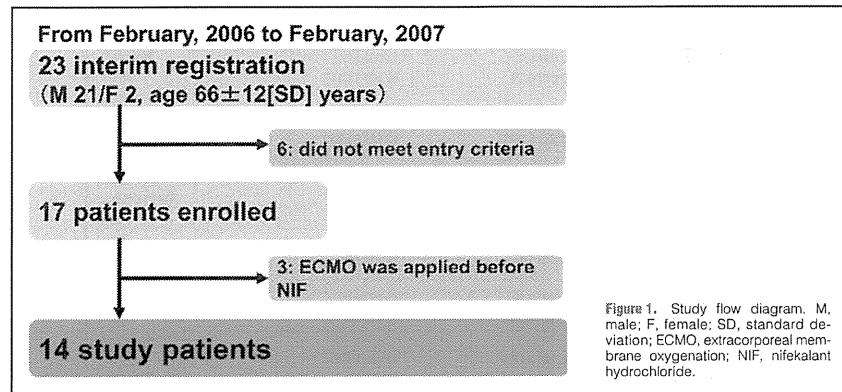 From February, 2006 to February, 2007
23 interim registration
(M 21/F 2, age 66±12[SD] years)
6: did not meet entry criteria
17 patients enrolled
3: ECMO was applied before
NIF
14 study patients
Figure 1. Study flow diagram. M,
male; F, female; SD, standard de-
viation; ECMO, extracorporeal mem-
brane oxygenation; NIF, nifekalant
hydrochloride.